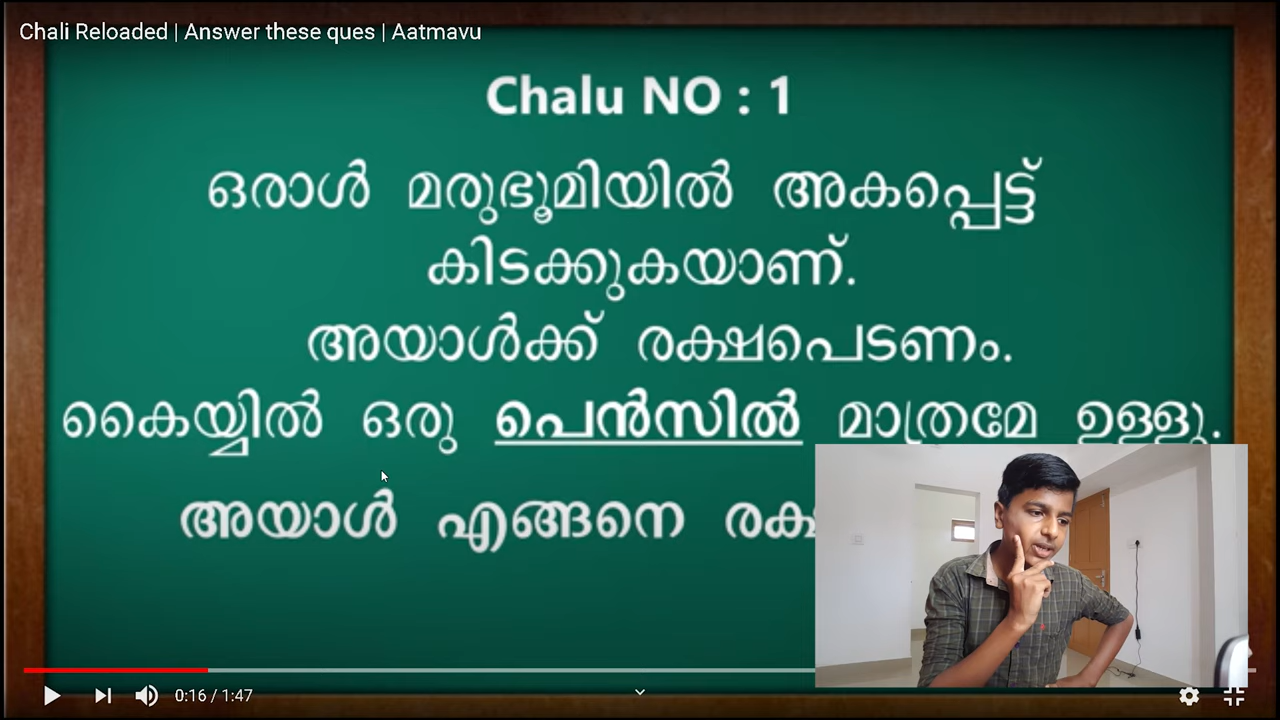 Chali Reloaded | Answer these ques | Aatmavu
Chalu NO : 1
ഒരാൾ മരുഭൂമിയിൽ അകപ്പെട്ട്
കിടക്കുകയാണ്.
അയാൾക്ക് രക്ഷപെടണം.
കൈയ്യിൽ ഒരു പെൻസിൽ മാത്രമേ ഉള്ളൂ.
അയാൾ എങ്ങനെ
0:16 / 1:47